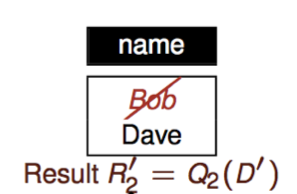 name
Bob
Dave
Result R′₂ = Q₂(D′)